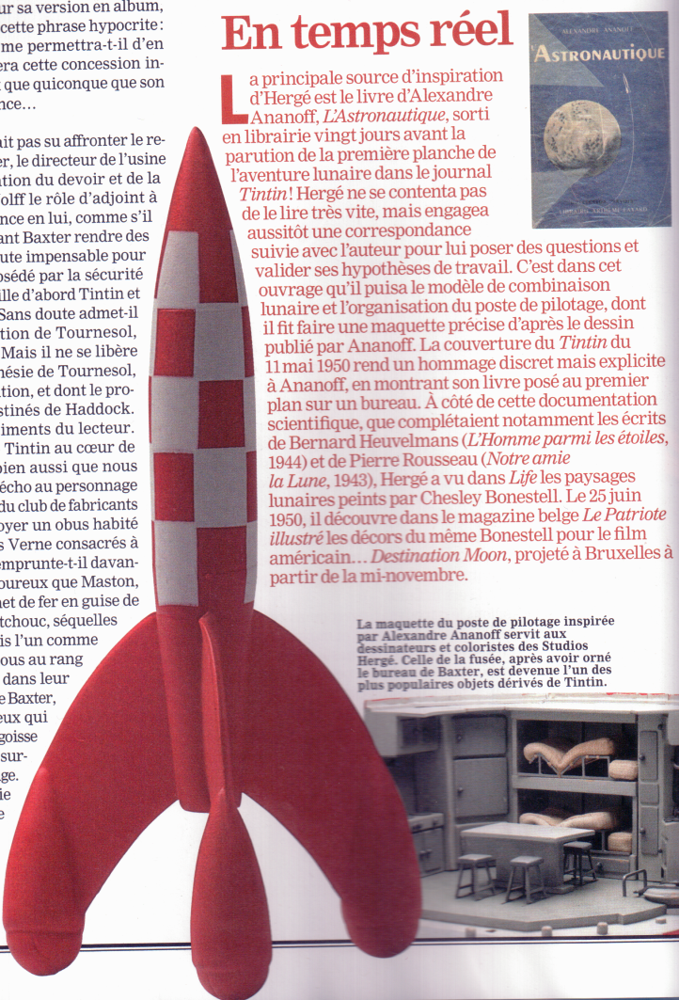 ur sa version en album,
cette phrase hypocrite :
me permettra-t-il d'en
era cette concession in-
que quiconque que son
nce…
ait pas su affronter le re-
er, le directeur de l'usine
tion du devoir et de la
olff le rôle d'adjoint à
nce en lui, comme s'il
ant Baxter rendre des
ute impensable pour
osédé par la sécurité
ille d'abord Tintin et
Sans doute admet-il
tion de Tournesol,
Mais il ne se libère
nésie de Tournesol,
tion, et dont le pro-
stinés de Haddock.
iments du lecteur.
Tintin au cœur de
bien aussi que nous
écho au personnage
du club de fabricants
oyer un obus habité
s Verne consacrés à
emprunte-t-il davan-
oureux que Maston,
het de fer en guise de
tchouc, séquelles
is l'un comme
ous au rang
dans leur
e Baxter,
eux qui
goisse
sur-
ge.
ie
e
En temps réel
La principale source d'inspiration
d'Hergé est le livre d'Alexandre
Ananoff, L'Astronautique, sorti
en librairie vingt jours avant la
parution de la première planche de
l'aventure lunaire dans le journal
Tintin ! Hergé ne se contenta pas
de le lire très vite, mais engagea
aussitôt une correspondance
suivie avec l'auteur pour lui poser des questions et
valider ses hypothèses de travail. C'est dans cet
ouvrage qu'il puisa le modèle de combinaison
lunaire et l'organisation du poste de pilotage, dont
il fit faire une maquette précise d'après le dessin
publié par Ananoff. La couverture du Tintin du
11 mai 1950 rend un hommage discret mais explicite
à Ananoff, en montrant son livre posé au premier
plan sur un bureau. À côté de cette documentation
scientifique, que complétaient notamment les écrits
de Bernard Heuvelmans (L'Homme parmi les étoiles,
1944) et de Pierre Rousseau (Notre amie
la Lune, 1943), Hergé a vu dans Life les paysages
lunaires peints par Chesley Bonestell. Le 25 juin
1950, il découvre dans le magazine belge Le Patriote
illustré les décors du même Bonestell pour le film
américain… Destination Moon, projeté à Bruxelles à
partir de la mi-novembre.
ALEXANDRE ANANOFF
L'ASTRONAUTIQUE
LIBRAIRIE ARTHEME FAYARD
La maquette du poste de pilotage inspirée
par Alexandre Ananoff servit aux
dessinateurs et coloristes des Studios
Hergé. Celle de la fusée, après avoir orné
le bureau de Baxter, est devenue l'un des
plus populaires objets dérivés de Tintin.